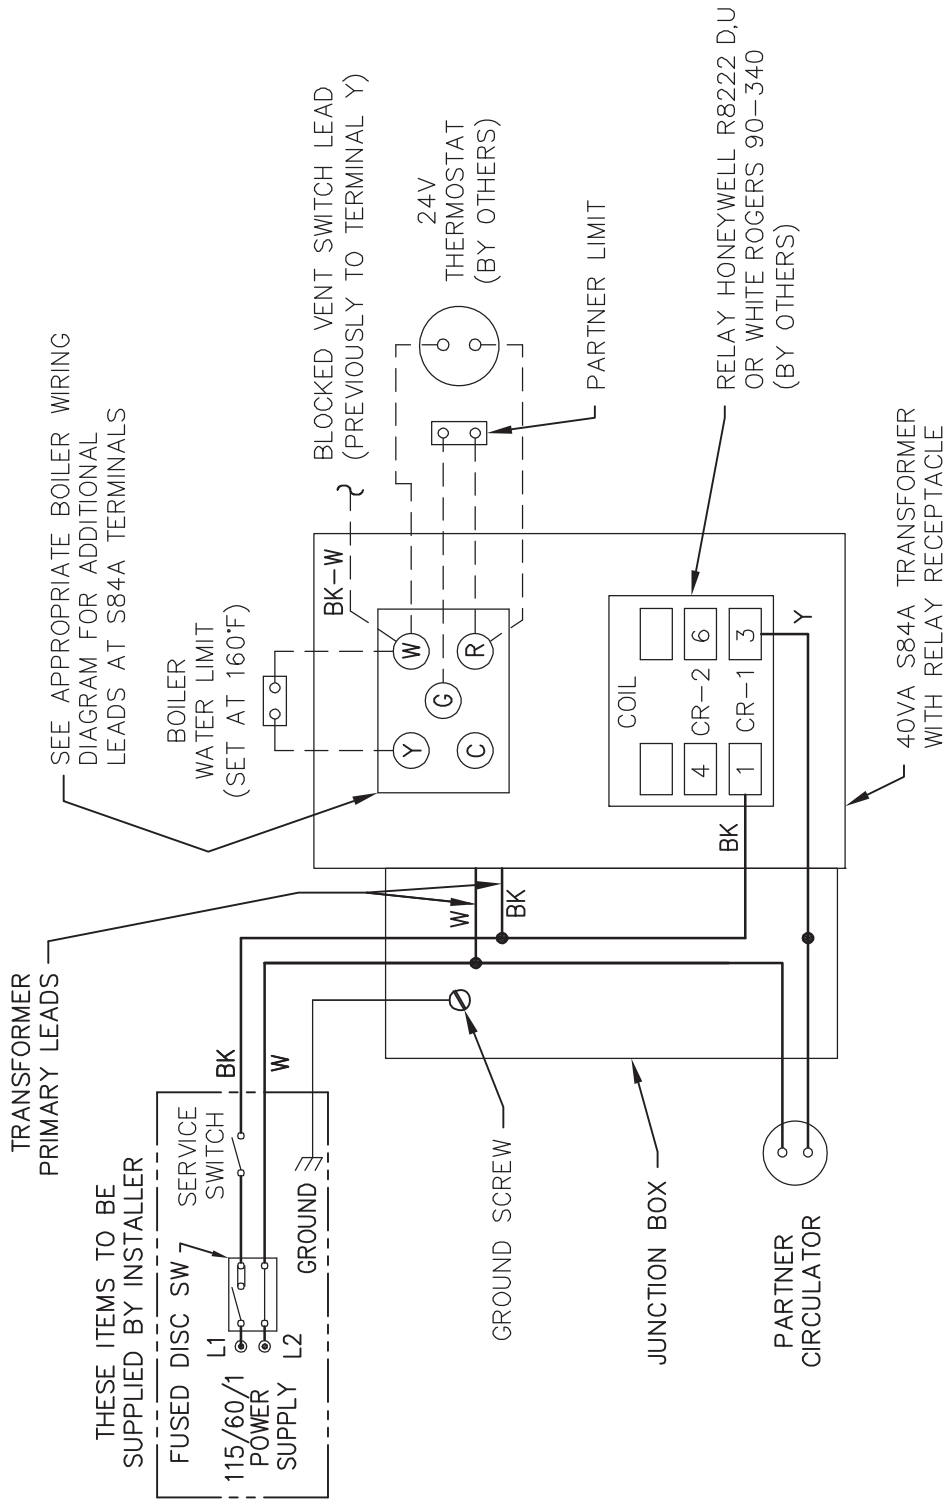 THESE ITEMS TO BE
SUPPLIED BY INSTALLER
FUSED DISC SW
L1
115/60/1
POWER
SUPPLY
L2
SERVICE
SWITCH
GROUND
BK
W
TRANSFORMER
PRIMARY LEADS
SEE APPROPRIATE BOILER WIRING
DIAGRAM FOR ADDITIONAL
LEADS AT S84A TERMINALS
BOILER
WATER LIMIT
(SET AT 160°F)
BK-W
BLOCKED VENT SWITCH LEAD
(PREVIOUSLY TO TERMINAL Y)
24V
THERMOSTAT
(BY OTHERS)
PARTNER LIMIT
Y
W
G
C
R
W
BK
COIL
4
CR-2
6
1
CR-1
3
BK
Y
RELAY HONEYWELL R8222 D,U
OR WHITE ROGERS 90-340
(BY OTHERS)
40VA S84A TRANSFORMER
WITH RELAY RECEPTACLE
GROUND SCREW
JUNCTION BOX
PARTNER
CIRCULATOR